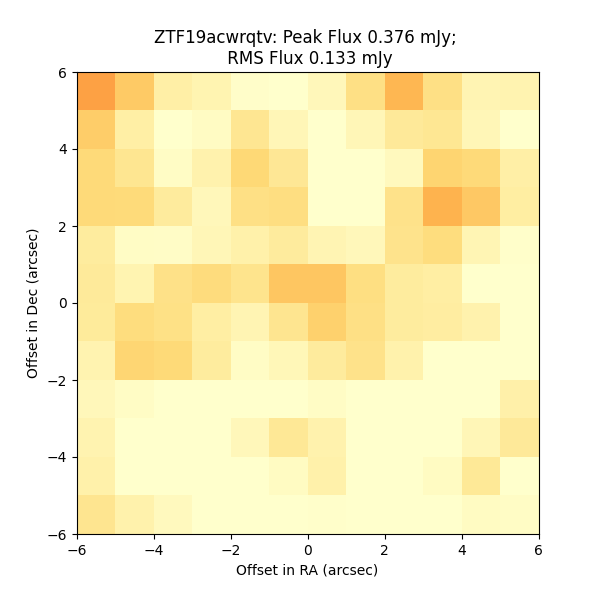 ZTF19acwrqtv: Peak Flux 0.376 mJy;
RMS Flux 0.133 mJy
6
4
2
0
−2
−4
−6
Offset in Dec (arcsec)
−6 −4 −2 0 2 4 6
Offset in RA (arcsec)